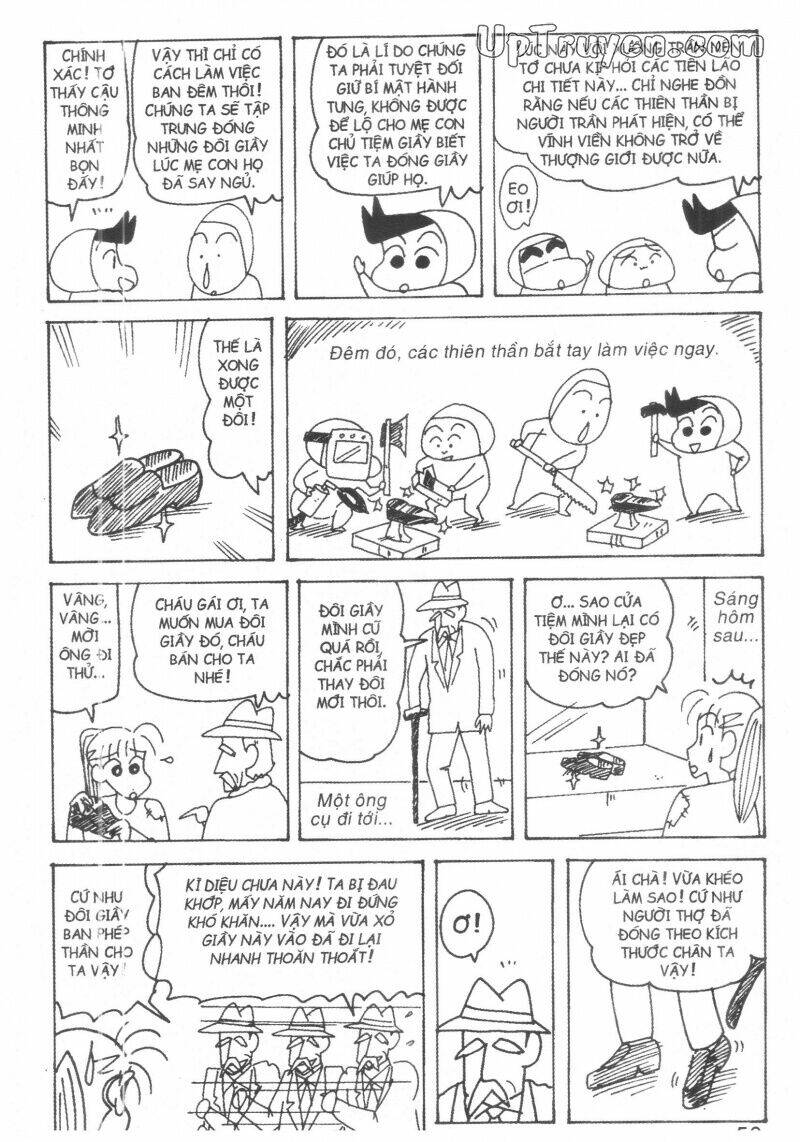 UpTruyen.com
LÚC NÃY VỘI XUỐNG TRẦN NÊN
TỚ CHƯA KỊP HỎI CÁC TIÊN LÃO
CHI TIẾT NÀY... CHỈ NGHE ĐỒN
RẰNG NẾU CÁC THIÊN THẦN BỊ
NGƯỜI TRẦN PHÁT HIỆN, CÓ THỂ
VĨNH VIỄN KHÔNG TRỞ VỀ
THƯỢNG GIỚI ĐƯỢC NỮA.
EO
ƠI!
ĐÓ LÀ LÍ DO CHÚNG
TA PHẢI TUYỆT ĐỐI
GIỮ BÍ MẬT HÀNH
TUNG, KHÔNG ĐƯỢC
ĐỂ LỘ CHO MẸ CON
CHỦ TIỆM GIẦY BIẾT
VIỆC TA ĐÓNG GIẦY
GIÚP HỌ.
VẬY THÌ CHỈ CÓ
CÁCH LÀM VIỆC
BAN ĐÊM THÔI!
CHÚNG TA SẼ TẬP
TRUNG ĐÓNG
NHỮNG ĐÔI GIẦY
LÚC MẸ CON HỌ
ĐÃ SAY NGỦ.
CHÍNH
XÁC! TỚ
THẤY CẬU
THÔNG
MINH
NHẤT
BỌN
ĐẤY!
Đêm đó, các thiên thần bắt tay làm việc ngay.
THẾ LÀ
XONG
ĐƯỢC
MỘT
ĐÔI!
Sáng
hôm
sau...
Ơ... SAO CỬA
TIỆM MÌNH LẠI CÓ
ĐÔI GIẦY ĐẸP
THẾ NÀY? AI ĐÃ
ĐÓNG NÓ?
ĐÔI GIẦY
MÌNH CŨ
QUÁ RỒI,
CHẮC PHẢI
THAY ĐÔI
MỚI THÔI.
Một ông
cụ đi tới...
CHÁU GÁI ƠI, TA
MUỐN MUA ĐÔI
GIẦY ĐÓ, CHÁU
BÁN CHO TA
NHÉ!
VÂNG,
VÂNG...
MỜI
ÔNG ĐI
THỬ...
ÁI CHÀ! VỪA KHÉO
LÀM SAO! CỨ NHƯ
NGƯỜI THỢ ĐÃ
ĐÓNG THEO KÍCH
THƯỚC CHÂN TA
VẬY!
Ơ!
KÌ DIỆU CHƯA NÀY! TA BỊ ĐAU
KHỚP, MẤY NĂM NAY ĐI ĐỨNG
KHÓ KHĂN.... VẬY MÀ VỪA XỎ
GIẦY NÀY VÀO ĐÃ ĐI LẠI
NHANH THOĂN THOẮT!
CỨ NHƯ
ĐÔI GIẦY
BAN PHÉP
THẦN CHO
TA VẬY!